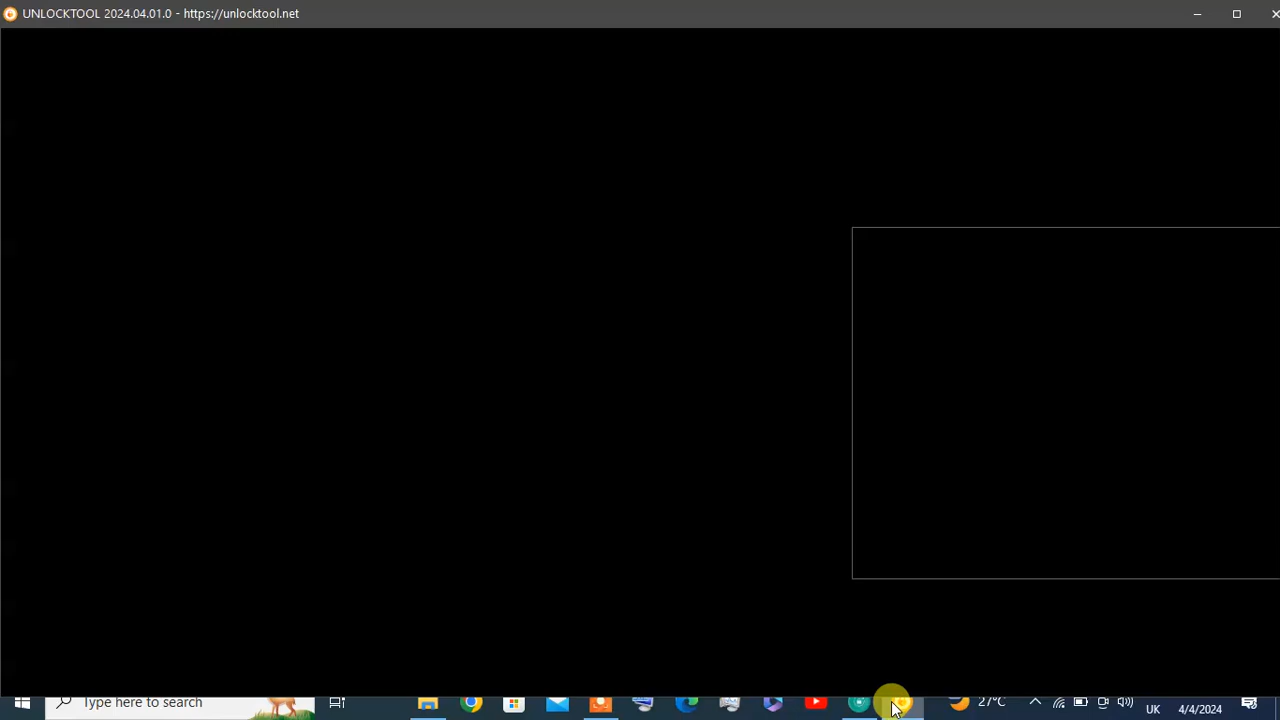 UNLOCKTOOL 2024.04.01.0 - https://unlocktool.net
Type here to search
27°C
UK
4/4/2024